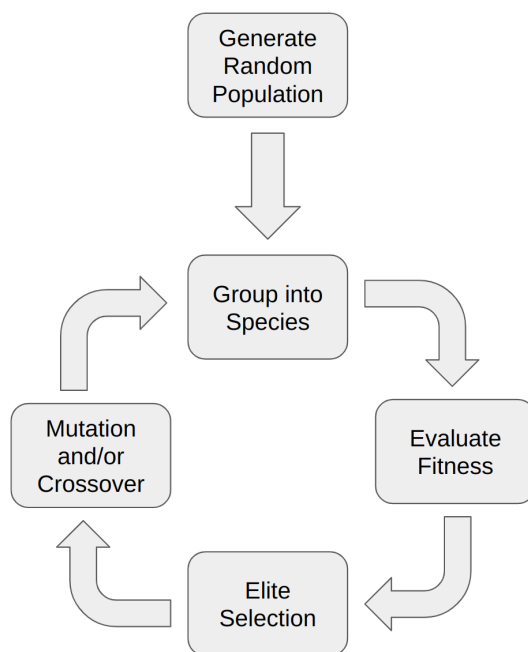 Generate
Random
Population
Group into
Species
Evaluate
Fitness
Elite
Selection
Mutation
and/or
Crossover